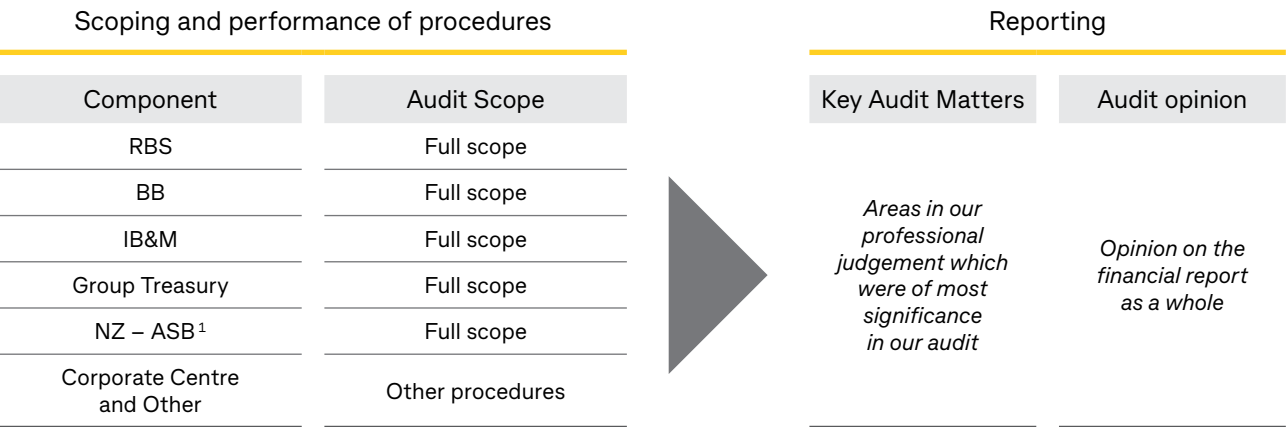 Scoping and performance of procedures
Reporting
Component
Audit Scope
Key Audit Matters
Audit opinion
RBS
Full scope
BB
Full scope
IB&M
Full scope
Group Treasury
Full scope
NZ – ASB¹
Full scope
Corporate Centre
and Other
Other procedures
Areas in our
professional
judgement which
were of most
significance
in our audit
Opinion on the
financial report
as a whole